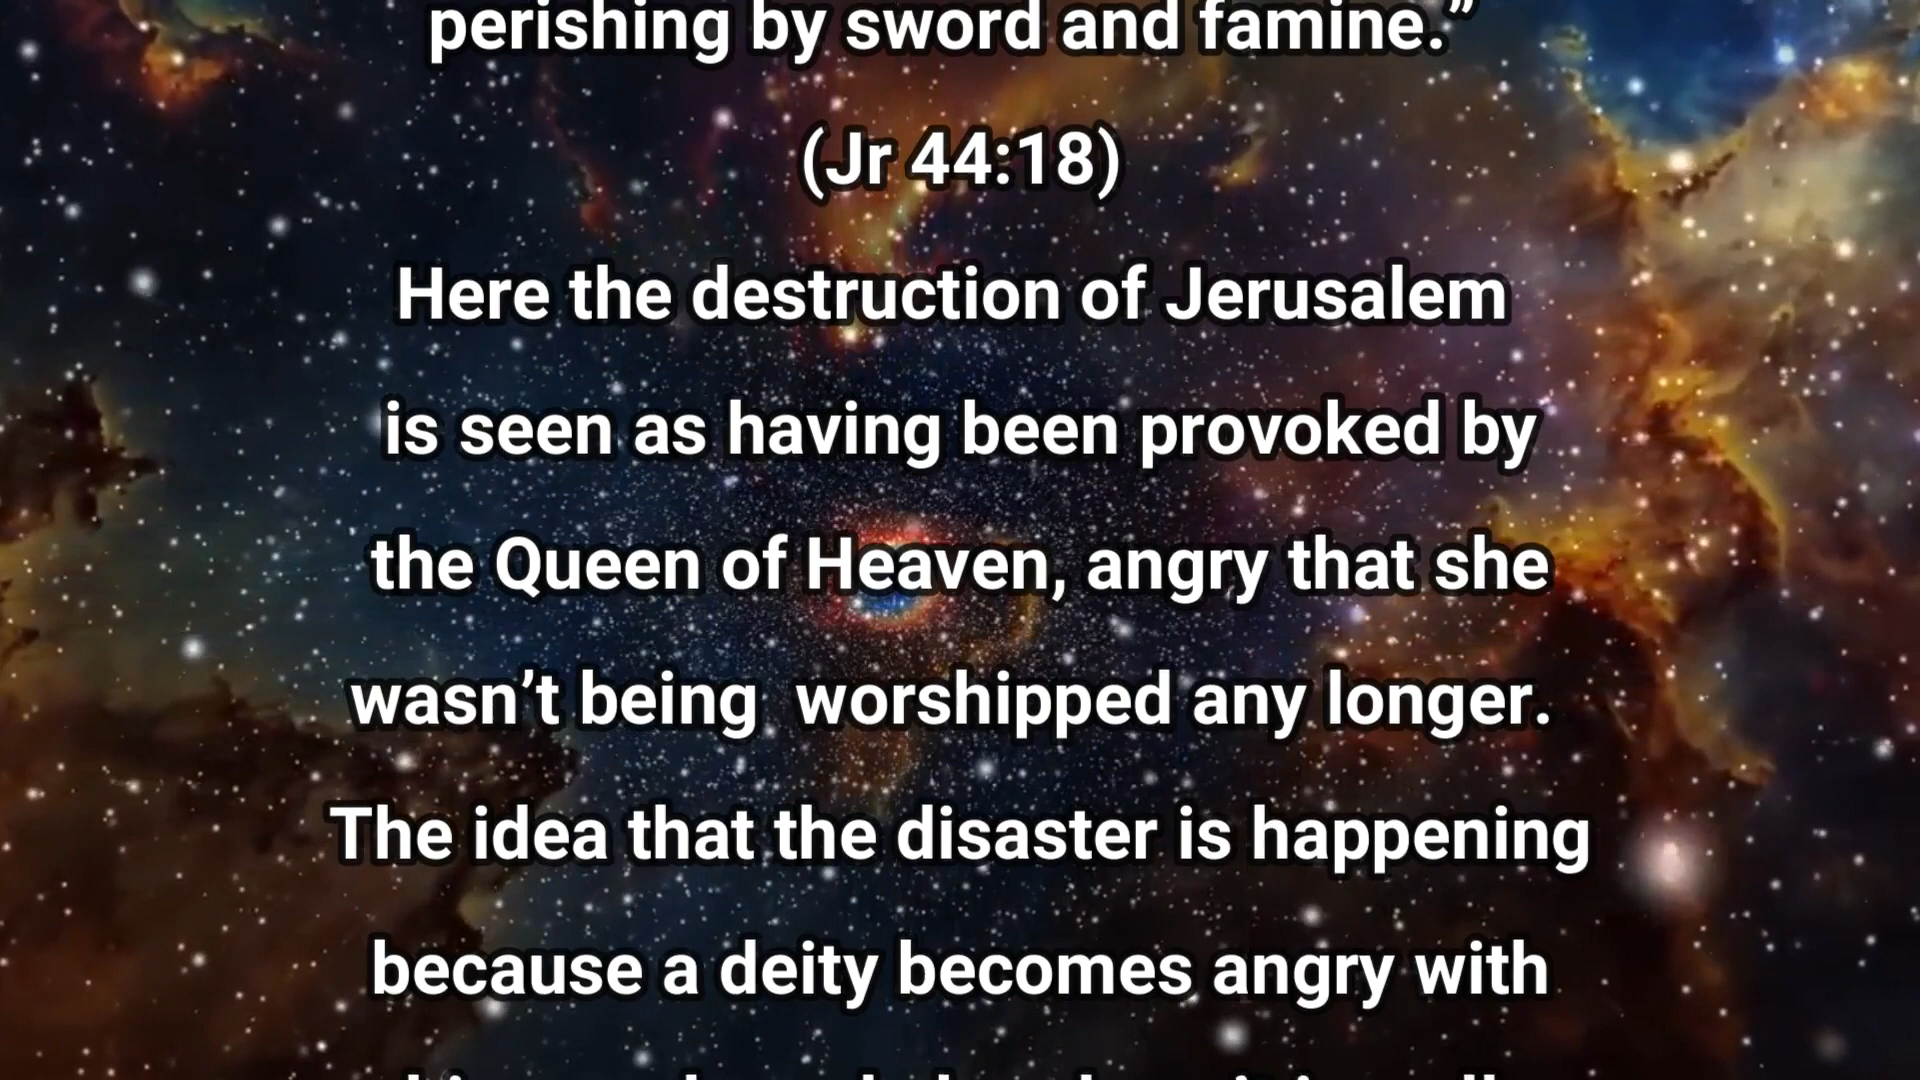 perishing by sword and famine.”
(Jr 44:18)
Here the destruction of Jerusalem
is seen as having been provoked by
the Queen of Heaven, angry that she
wasn’t being  worshipped any longer.
The idea that the disaster is happening
because a deity becomes angry with